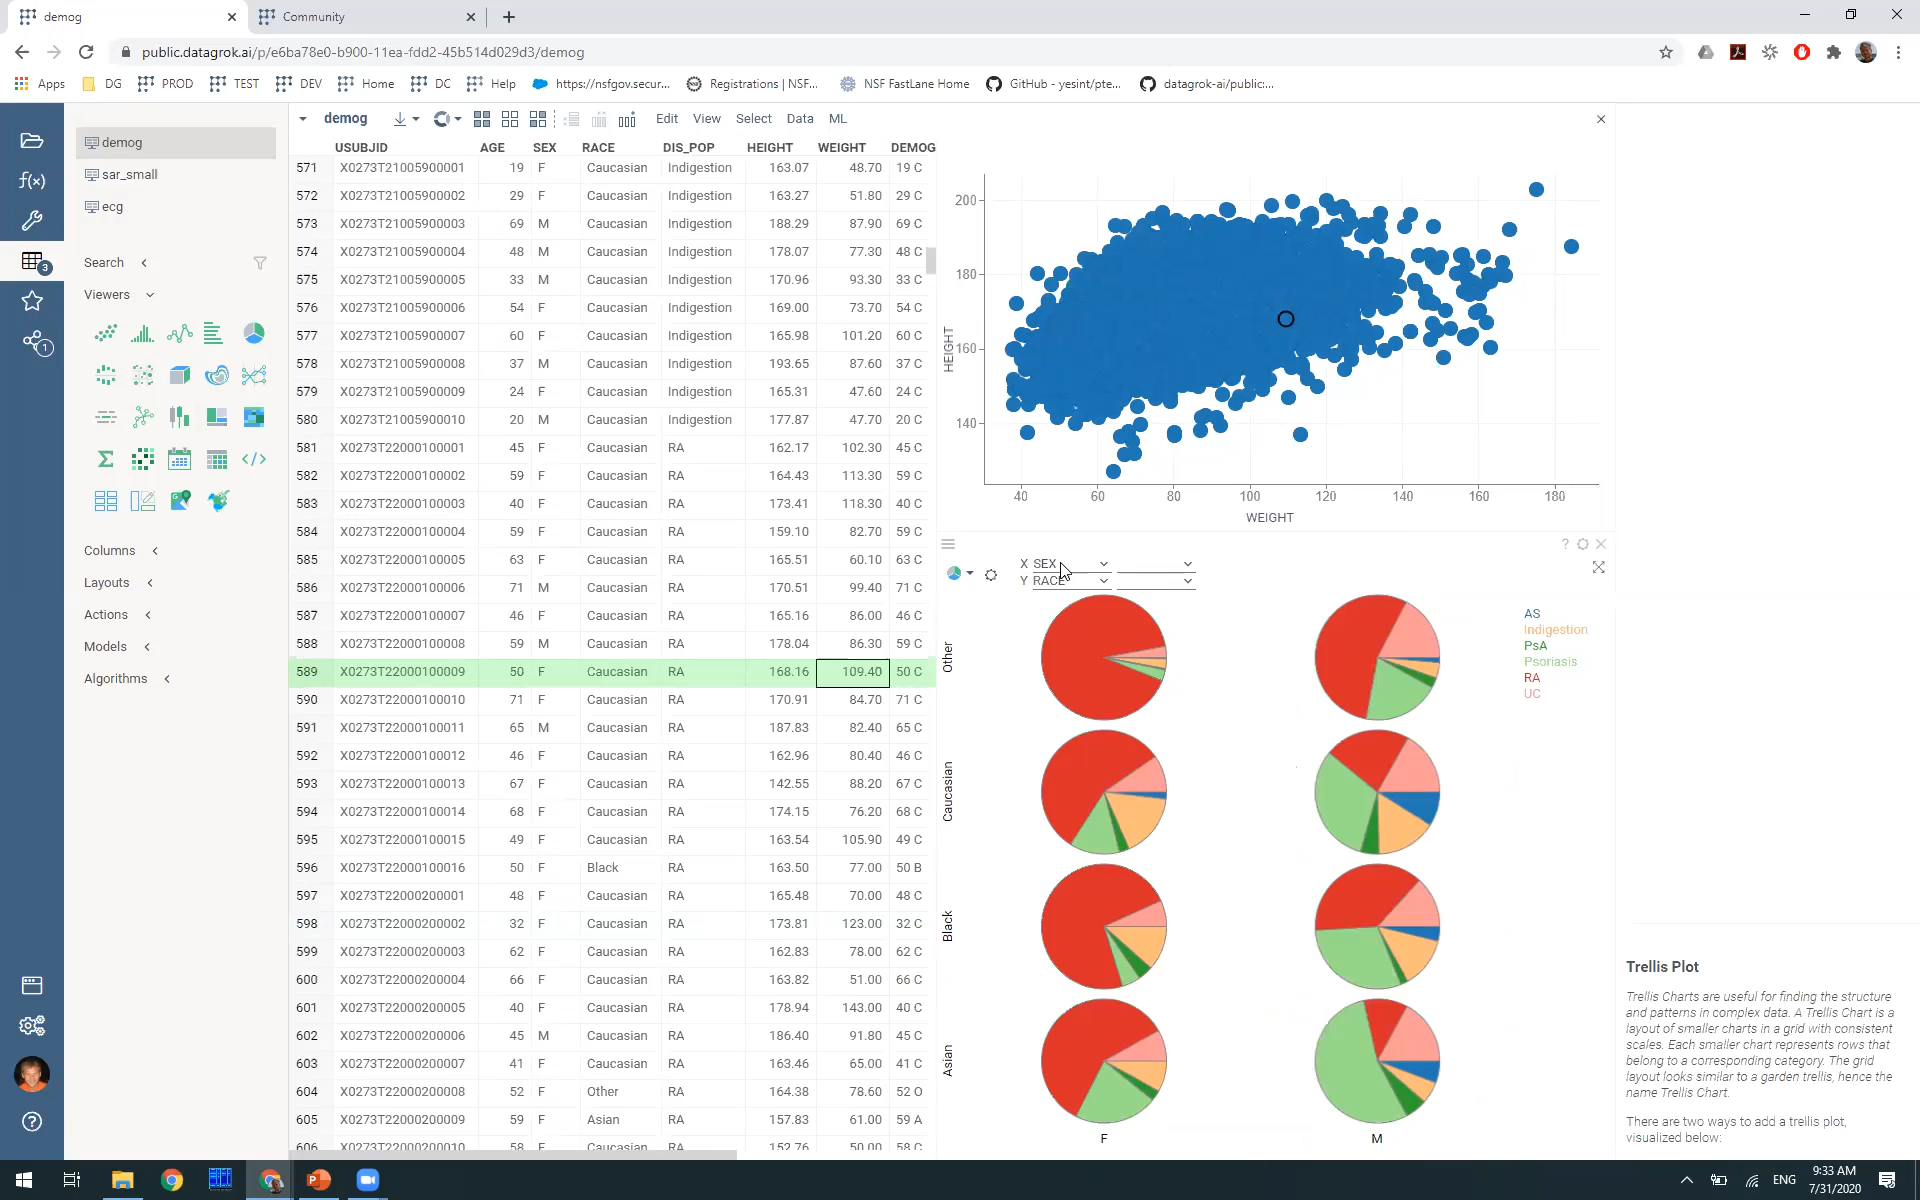 demog
Community
public.datagrok.ai/p/e6ba78e0-b900-11ea-fdd2-45b514d029d3/demog
Apps DG PROD TEST DEV Home DC Help https://nsfgov.secur... Registrations | NSF... NSF FastLane Home GitHub - yesint/pte... datagrok-ai/public:...
demog
sar_small
ecg
Search
Viewers
Columns
Layouts
Actions
Models
Algorithms
f(x)
3
1
demog Edit View Select Data ML
USUBJID AGE SEX RACE DIS_POP HEIGHT WEIGHT DEMOG
571 X0273T21005900001 19 F Caucasian Indigestion 163.07 48.70 19 C
572 X0273T21005900002 29 F Caucasian Indigestion 163.27 51.80 29 C
573 X0273T21005900003 69 M Caucasian Indigestion 188.29 87.90 69 C
574 X0273T21005900004 48 M Caucasian Indigestion 178.07 77.30 48 C
575 X0273T21005900005 33 M Caucasian Indigestion 170.96 93.30 33 C
576 X0273T21005900006 54 F Caucasian Indigestion 169.00 73.70 54 C
577 X0273T21005900007 60 F Caucasian Indigestion 165.98 101.20 60 C
578 X0273T21005900008 37 M Caucasian Indigestion 193.65 87.60 37 C
579 X0273T21005900009 24 F Caucasian Indigestion 165.31 47.60 24 C
580 X0273T21005900010 20 M Caucasian Indigestion 177.87 47.70 20 C
581 X0273T22000100001 45 F Caucasian RA 162.17 102.30 45 C
582 X0273T22000100002 59 F Caucasian RA 164.43 113.30 59 C
583 X0273T22000100003 40 F Caucasian RA 173.41 118.30 40 C
584 X0273T22000100004 59 F Caucasian RA 159.10 82.70 59 C
585 X0273T22000100005 63 F Caucasian RA 165.51 60.10 63 C
586 X0273T22000100006 71 M Caucasian RA 170.51 99.40 71 C
587 X0273T22000100007 46 F Caucasian RA 165.16 86.00 46 C
588 X0273T22000100008 59 M Caucasian RA 178.04 86.30 59 C
589 X0273T22000100009 50 F Caucasian RA 168.16 109.40 50 C
590 X0273T22000100010 71 F Caucasian RA 170.91 84.70 71 C
591 X0273T22000100011 65 M Caucasian RA 187.83 82.40 65 C
592 X0273T22000100012 46 F Caucasian RA 162.96 80.40 46 C
593 X0273T22000100013 67 F Caucasian RA 142.55 88.20 67 C
594 X0273T22000100014 68 F Caucasian RA 174.15 76.20 68 C
595 X0273T22000100015 49 F Caucasian RA 163.54 105.90 49 C
596 X0273T22000100016 50 F Black RA 163.50 77.00 50 B
597 X0273T22000200001 48 F Caucasian RA 165.48 70.00 48 C
598 X0273T22000200002 32 F Caucasian RA 173.81 123.00 32 C
599 X0273T22000200003 62 F Caucasian RA 162.83 78.00 62 C
600 X0273T22000200004 66 F Caucasian RA 163.82 51.00 66 C
601 X0273T22000200005 40 F Caucasian RA 178.94 143.00 40 C
602 X0273T22000200006 45 M Caucasian RA 186.40 91.80 45 C
603 X0273T22000200007 41 F Caucasian RA 163.46 65.00 41 C
604 X0273T22000200008 52 F Other RA 164.38 78.60 52 O
605 X0273T22000200009 59 F Asian RA 157.83 61.00 59 A
606 X0273T22000200010 58 F Caucasian RA 152.76 50.00 58 C
HEIGHT
200
180
160
140
40 60 80 100 120 140 160 180
WEIGHT
X SEX
Y RACE
Other
Caucasian
Black
Asian
F M
AS
Indigestion
PsA
Psoriasis
RA
UC
Trellis Plot
Trellis Charts are useful for finding the structure
and patterns in complex data. A Trellis Chart is a
layout of smaller charts in a grid with consistent
scales. Each smaller chart represents rows that
belong to a corresponding category. The grid
layout looks similar to a garden trellis, hence the
name Trellis Chart.
There are two ways to add a trellis plot,
visualized below:
ENG
9:33 AM
7/31/2020